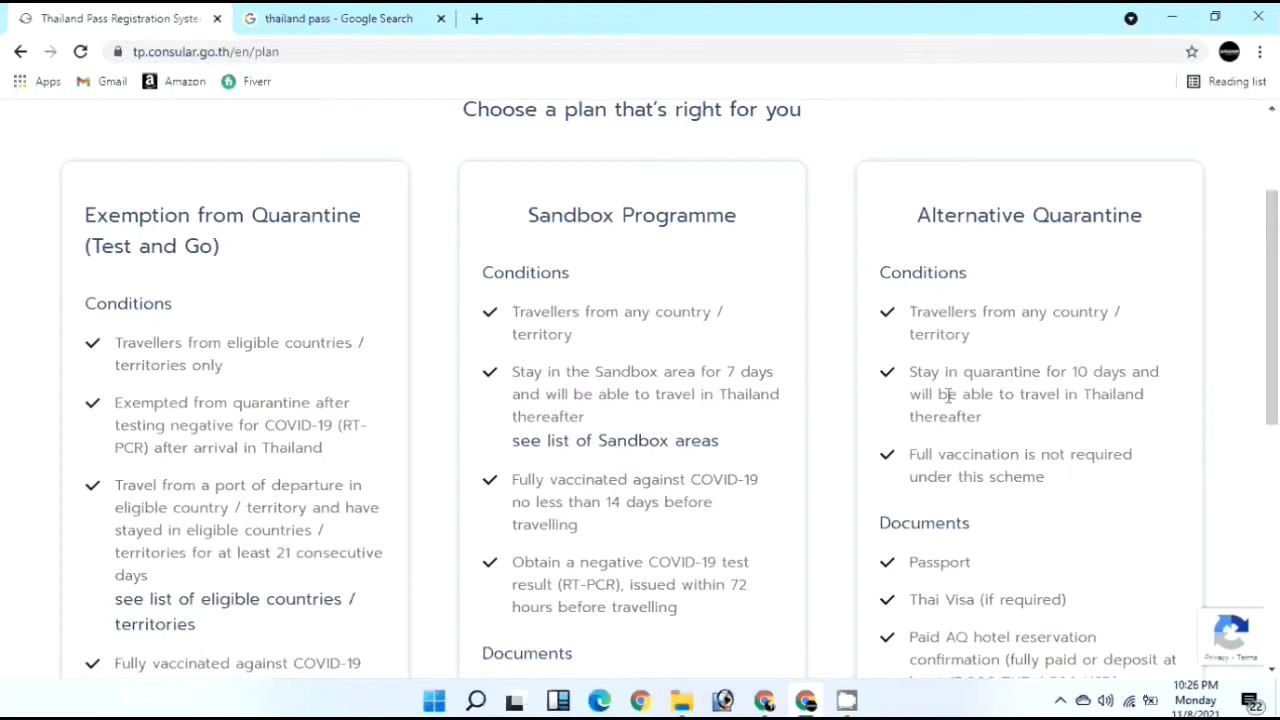 Thailand Pass Registration Syste
thailand pass - Google Search
tp.consular.go.th/en/plan
Apps
Gmail
Amazon
Fiverr
Reading list
Choose a plan that's right for you
Exemption from Quarantine
(Test and Go)
Conditions
Travellers from eligible countries /
territories only
Exempted from quarantine after
testing negative for COVID-19 (RT-
PCR) after arrival in Thailand
Travel from a port of departure in
eligible country / territory and have
stayed in eligible countries /
territories for at least 21 consecutive
days
see list of eligible countries /
territories
Fully vaccinated against COVID-19
Sandbox Programme
Conditions
Travellers from any country /
territory
Stay in the Sandbox area for 7 days
and will be able to travel in Thailand
thereafter
see list of Sandbox areas
Fully vaccinated against COVID-19
no less than 14 days before
travelling
Obtain a negative COVID-19 test
result (RT-PCR), issued within 72
hours before travelling
Documents
Alternative Quarantine
Conditions
Travellers from any country /
territory
Stay in quarantine for 10 days and
will be able to travel in Thailand
thereafter
Full vaccination is not required
under this scheme
Documents
Passport
Thai Visa (if required)
Paid AQ hotel reservation
confirmation (fully paid or deposit at
Privacy - Terms
10:26 PM
Monday
11/8/2021
22